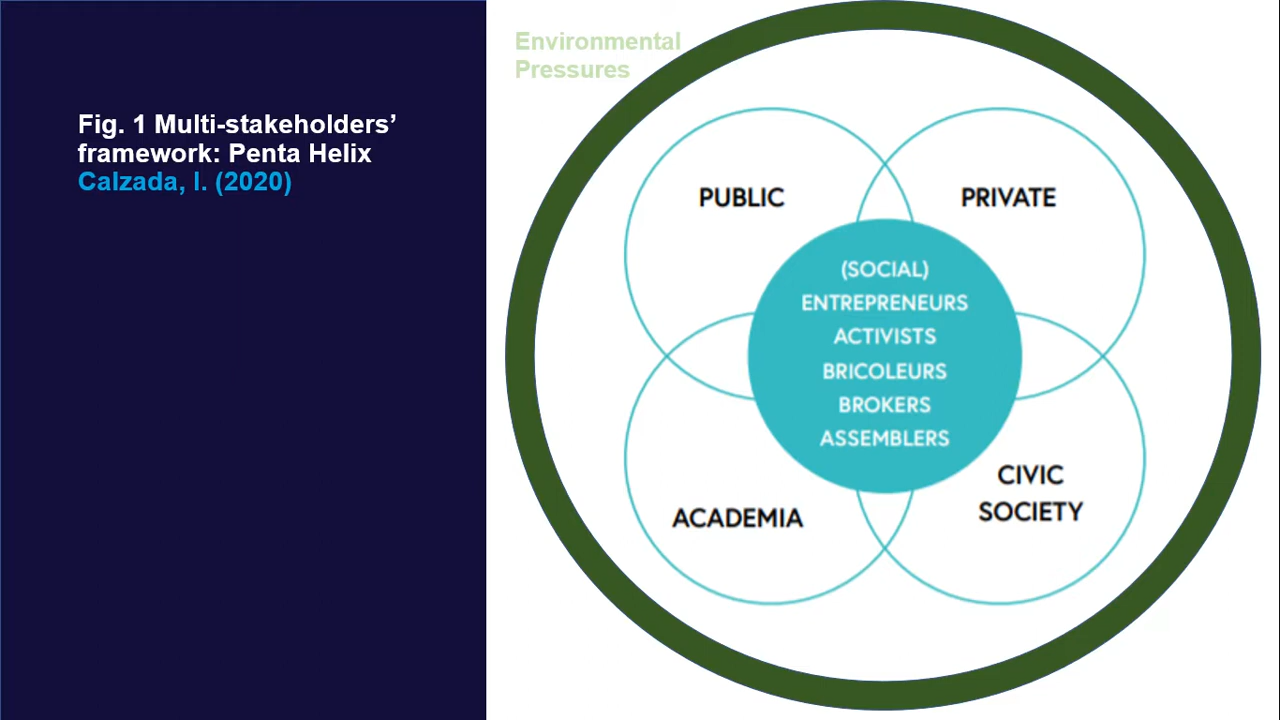 Fig. 1 Multi-stakeholders’
framework: Penta Helix
Calzada, I. (2020)
Environmental
Pressures
PUBLIC
PRIVATE
(SOCIAL)
ENTREPRENEURS
ACTIVISTS
BRICOLEURS
BROKERS
ASSEMBLERS
ACADEMIA
CIVIC
SOCIETY